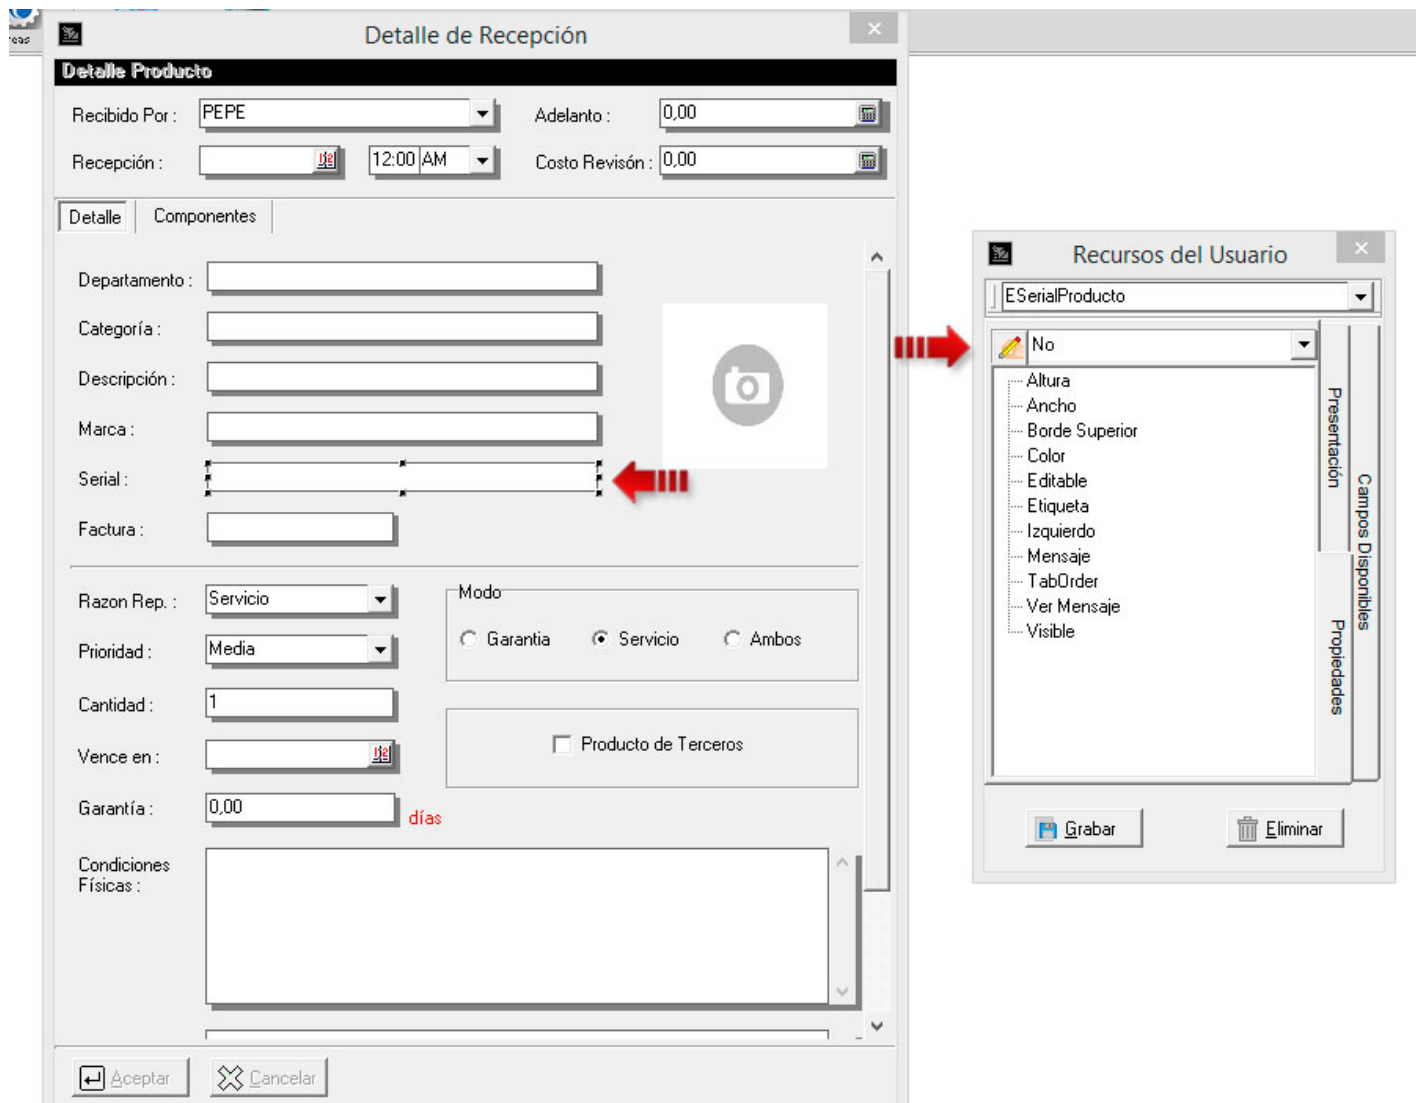 eas
Detalle de Recepción
Detalle Producto
Recibido Por : PEPE Adelanto : 0,00
Recepción : 12:00 AM Costo Revisón : 0,00
Detalle Componentes
Departamento :
Categoría :
Descripción :
Marca :
Serial :
Factura :
Razon Rep. : Servicio
Modo
Garantia Servicio Ambos
Prioridad : Media
Cantidad : 1
Producto de Terceros
Vence en :
Garantía : 0,00 días
Condiciones
Físicas :
Aceptar Cancelar
Recursos del Usuario
ESerialProducto
No
Altura
Ancho
Borde Superior
Color
Editable
Etiqueta
Izquierdo
Mensaje
TabOrder
Ver Mensaje
Visible
Presentación
Propiedades
Campos Disponibles
Grabar Eliminar